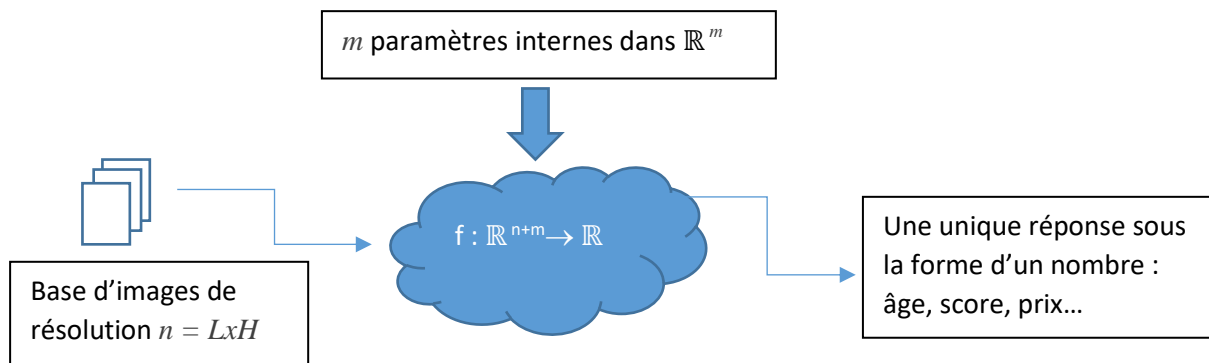 m paramètres internes dans ℝ^m
f : ℝ^n+m → ℝ
Base d’images de
résolution n = LxH
Une unique réponse sous
la forme d’un nombre :
âge, score, prix…